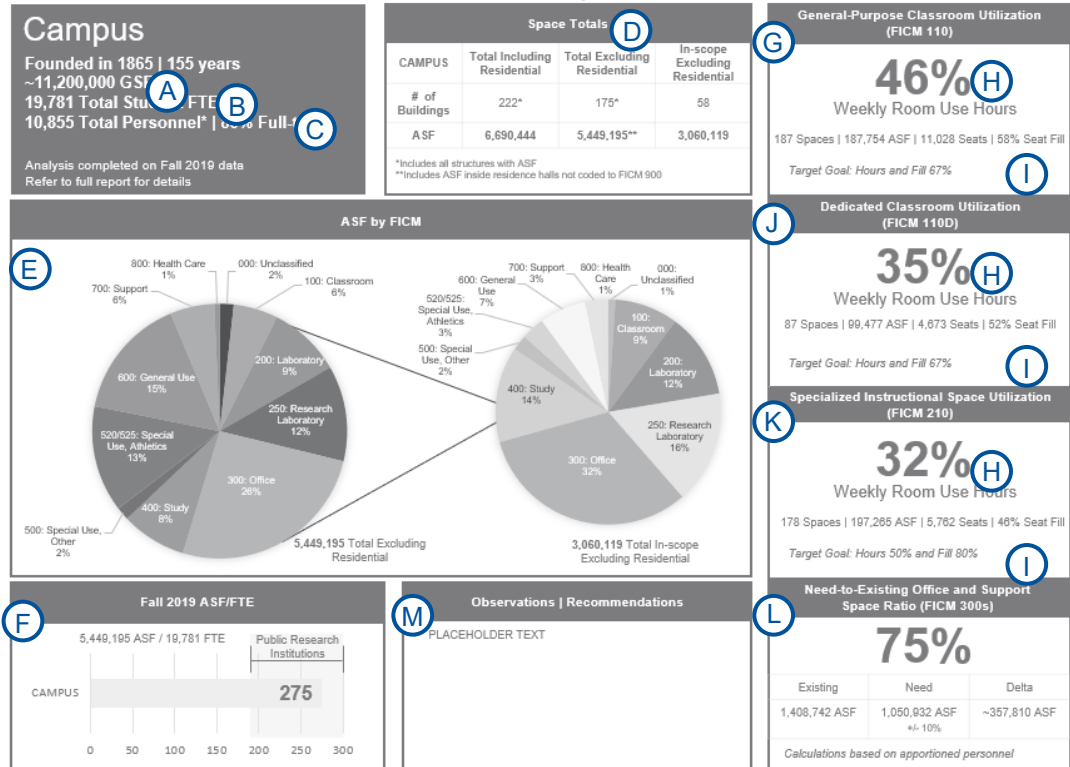 Campus
Founded in 1865 | 155 years
~11,200,000 GSF
A
19,781 Total FTE
B
10,855 Total Personnel* |
C
Analysis completed on Fall 2019 data
Refer to full report for details
Space Totals
D
CAMPUS Total Including Residential Total Excluding Residential In-scope Excluding Residential
# of Buildings 222* 175* 58
ASF 6,690,444 5,449,195** 3,060,119
*Includes all structures with ASF
**Includes ASF inside residence halls not coded to FICM 900
ASF by FICM
E
800: Health Care
1%
000: Unclassified
2%
700: Support
6%
100: Classroom
6%
200: Laboratory
9%
600: General Use
15%
250: Research
Laboratory
12%
520/525: Special
Use, Athletics
13%
300: Office
26%
400: Study
8%
500: Special Use,
Other
2%
5,449,195 Total Excluding
Residential
700: Support
3%
800: Health
Care
1%
000:
Unclassified
1%
600: General
Use
7%
520/525:
Special Use,
Athletics
3%
100:
Classroom
9%
500: Special
Use, Other
2%
200:
Laboratory
12%
400: Study
14%
250: Research
Laboratory
16%
300: Office
32%
3,060,119 Total In-scope
Excluding Residential
F
Fall 2019 ASF/FTE
5,449,195 ASF / 19,781 FTE
Public Research
Institutions
CAMPUS
275
0 50 100 150 200 250 300
M
Observations | Recommendations
PLACEHOLDER TEXT
G
General-Purpose Classroom Utilization
(FICM 110)
46%
H
Weekly Room Use Hours
187 Spaces | 187,754 ASF | 11,028 Seats | 58% Seat Fill
Target Goal: Hours and Fill 67%
I
J
Dedicated Classroom Utilization
(FICM 110D)
35%
H
Weekly Room Use Hours
87 Spaces | 99,477 ASF | 4,673 Seats | 52% Seat Fill
Target Goal: Hours and Fill 67%
I
K
Specialized Instructional Space Utilization
(FICM 210)
32%
H
Weekly Room Use Hours
178 Spaces | 197,265 ASF | 5,762 Seats | 46% Seat Fill
Target Goal: Hours 50% and Fill 80%
I
L
Need-to-Existing Office and Support
Space Ratio (FICM 300s)
75%
Existing Need Delta
1,408,742 ASF 1,050,932 ASF ~357,810 ASF
+/- 10%
Calculations based on apportioned personnel